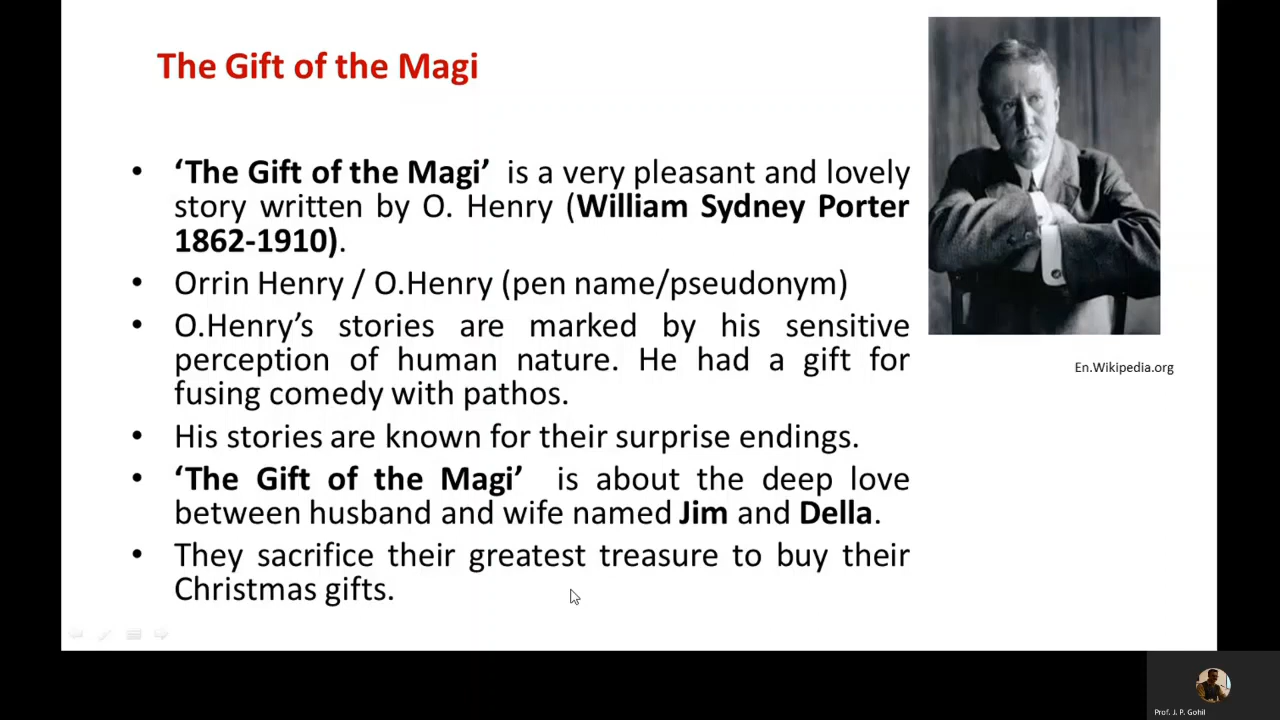 The Gift of the Magi
• ‘The Gift of the Magi’ is a very pleasant and lovely
story written by O. Henry (William Sydney Porter
1862-1910).
• Orrin Henry / O.Henry (pen name/pseudonym)
• O.Henry’s stories are marked by his sensitive
perception of human nature. He had a gift for
fusing comedy with pathos.
• His stories are known for their surprise endings.
• ‘The Gift of the Magi’ is about the deep love
between husband and wife named Jim and Della.
• They sacrifice their greatest treasure to buy their
Christmas gifts.
En.Wikipedia.org
Prof. J. P. Gohil